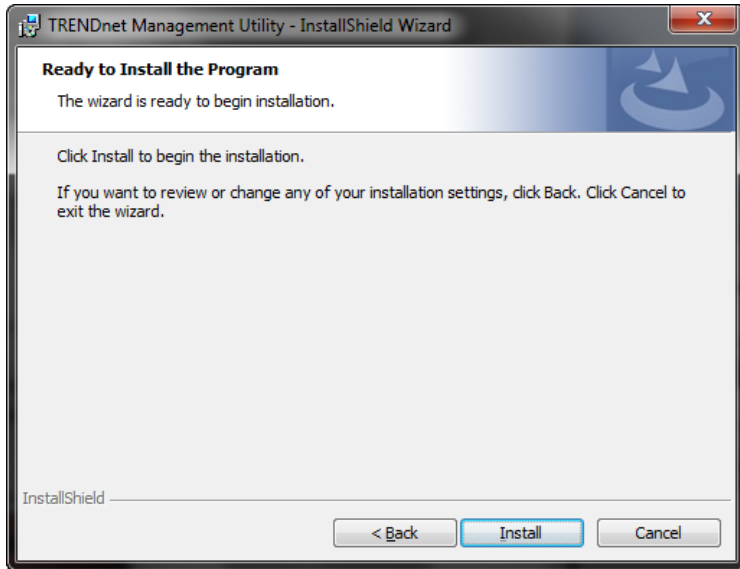 TRENDnet Management Utility - InstallShield Wizard
Ready to Install the Program
The wizard is ready to begin installation.
Click Install to begin the installation.
If you want to review or change any of your installation settings, click Back. Click Cancel to
exit the wizard.
InstallShield
< Back
Install
Cancel